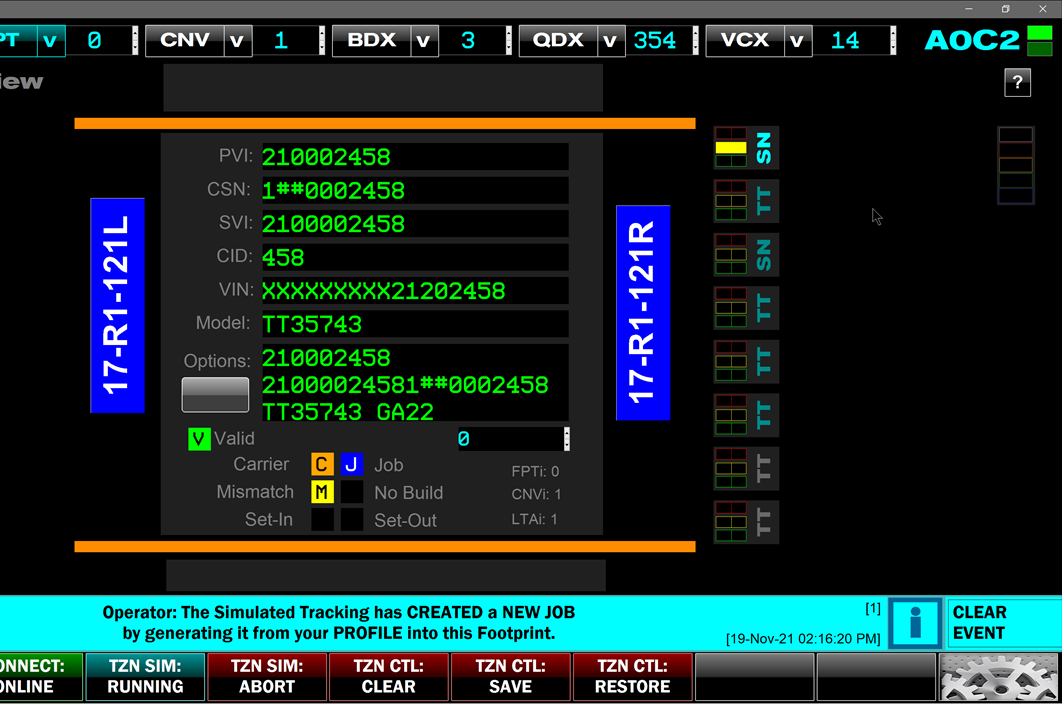 PT v 0 CNV v 1 BDX v 3 QDX v 354 VCX v 14 AOC2
iew
?
PVI: 210002458
CSN: 1##0002458
SVI: 2100002458
CID: 458
VIN: XXXXXXXXX21202458
Model: TT35743
Options: 210002458
21000024581##0002458
TT35743 GA22
V Valid 0
Carrier C J Job FPTi: 0
Mismatch M No Build CNVi: 1
Set-In Set-Out LTAi: 1
17-R1-121L
17-R1-121R
SN
TT
SN
TT
TT
TT
TT
TT
Operator: The Simulated Tracking has CREATED a NEW JOB
by generating it from your PROFILE into this Footprint.
[1]
[19-Nov-21 02:16:20 PM]
i
CLEAR
EVENT
ONNECT:
ONLINE
TZN SIM:
RUNNING
TZN SIM:
ABORT
TZN CTL:
CLEAR
TZN CTL:
SAVE
TZN CTL:
RESTORE